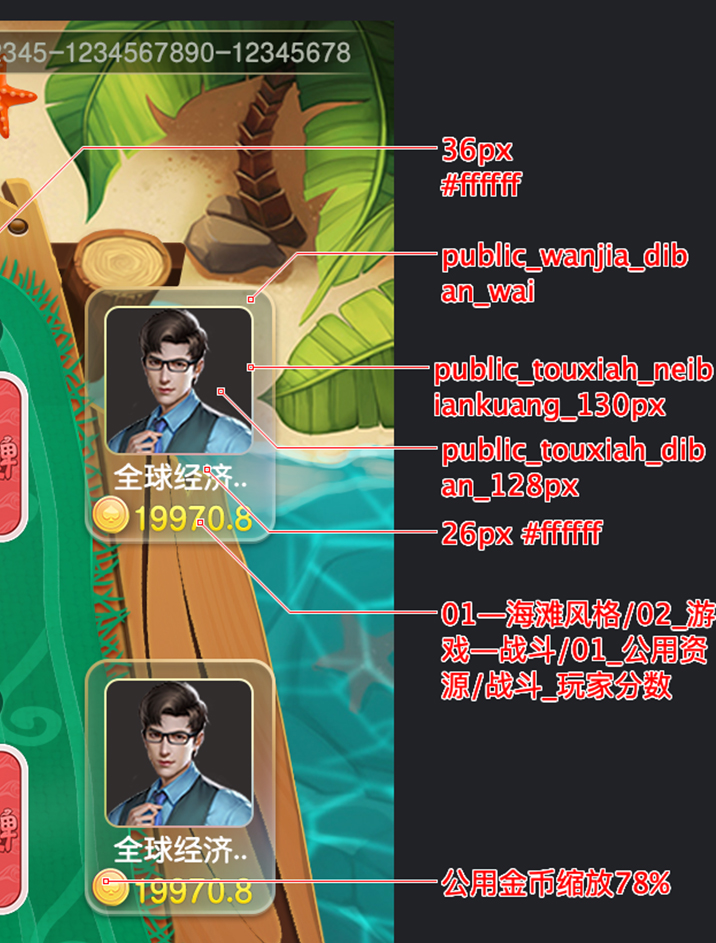 2345-1234567890-12345678
36px
#ffffff
public_wanjia_dib
an_wai
public_touxiah_neib
iankuang_130px
public_touxiah_dib
an_128px
全球经济..
19970.8
26px #ffffff
01—海滩风格/02_游
戏—战斗/01_公用资
源/战斗_玩家分数
全球经济..
19970.8
公用金币缩放78%